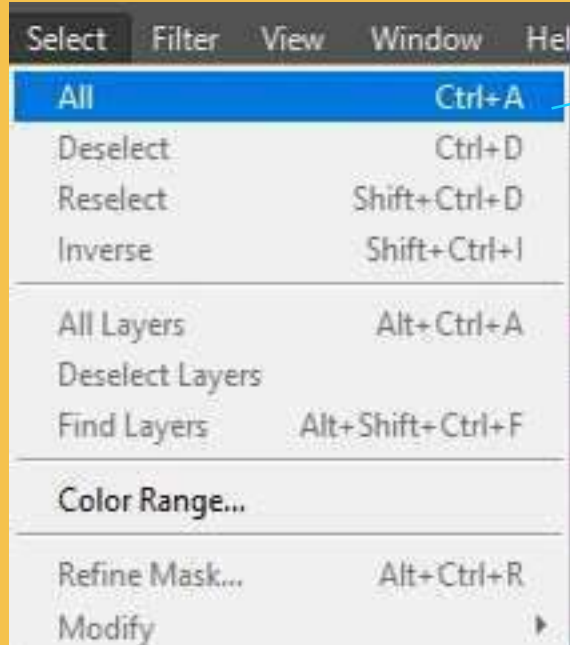 Select Filter View Window Hel
All Ctrl+A
Deselect Ctrl+D
Reselect Shift+Ctrl+D
Inverse Shift+Ctrl+I
All Layers Alt+Ctrl+A
Deselect Layers
Find Layers Alt+Shift+Ctrl+F
Color Range...
Refine Mask... Alt+Ctrl+R
Modify